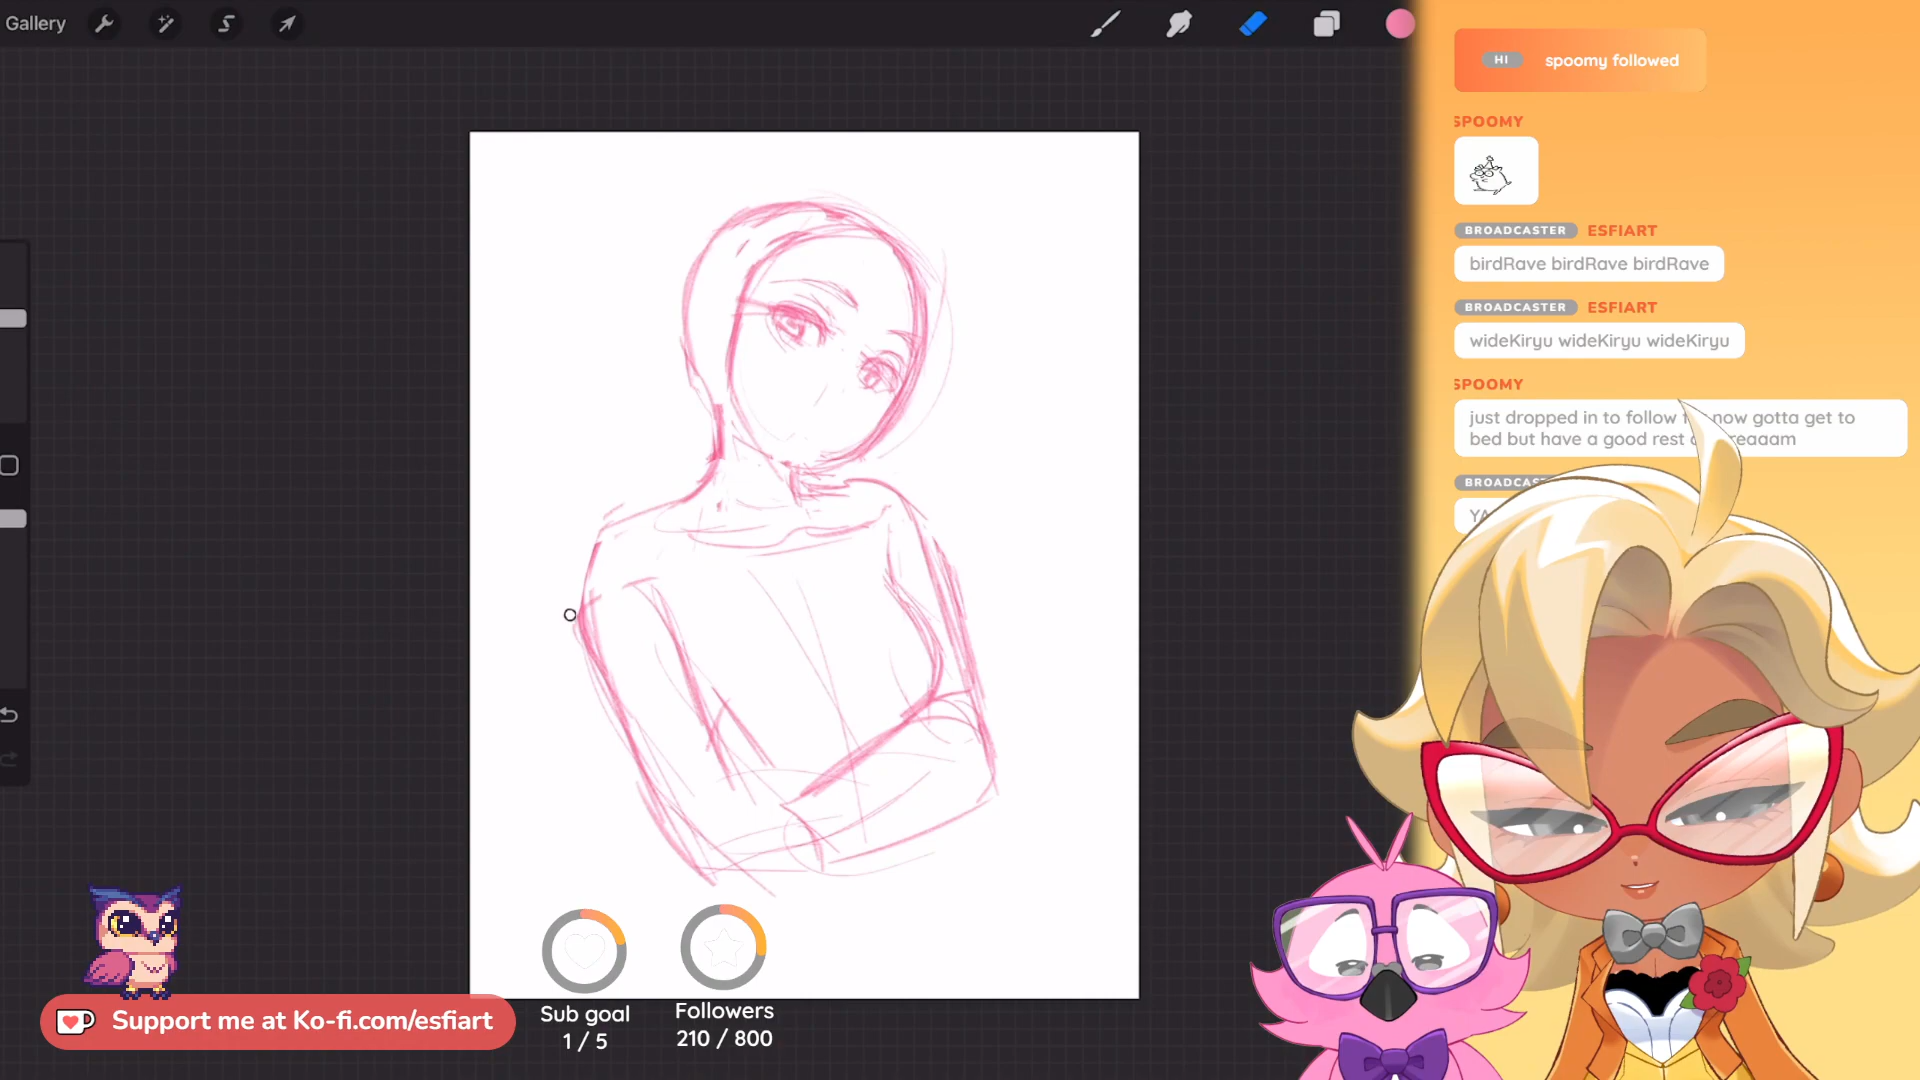 Gallery
HI spoomy followed
SPOOMY
BROADCASTER ESFIART
birdRave birdRave birdRave
BROADCASTER ESFIART
wideKiryu wideKiryu wideKiryu
SPOOMY
just dropped in to follow now gotta get to
bed but have a good rest
Support me at Ko-fi.com/esfiart
Sub goal
1 / 5
Followers
210 / 800